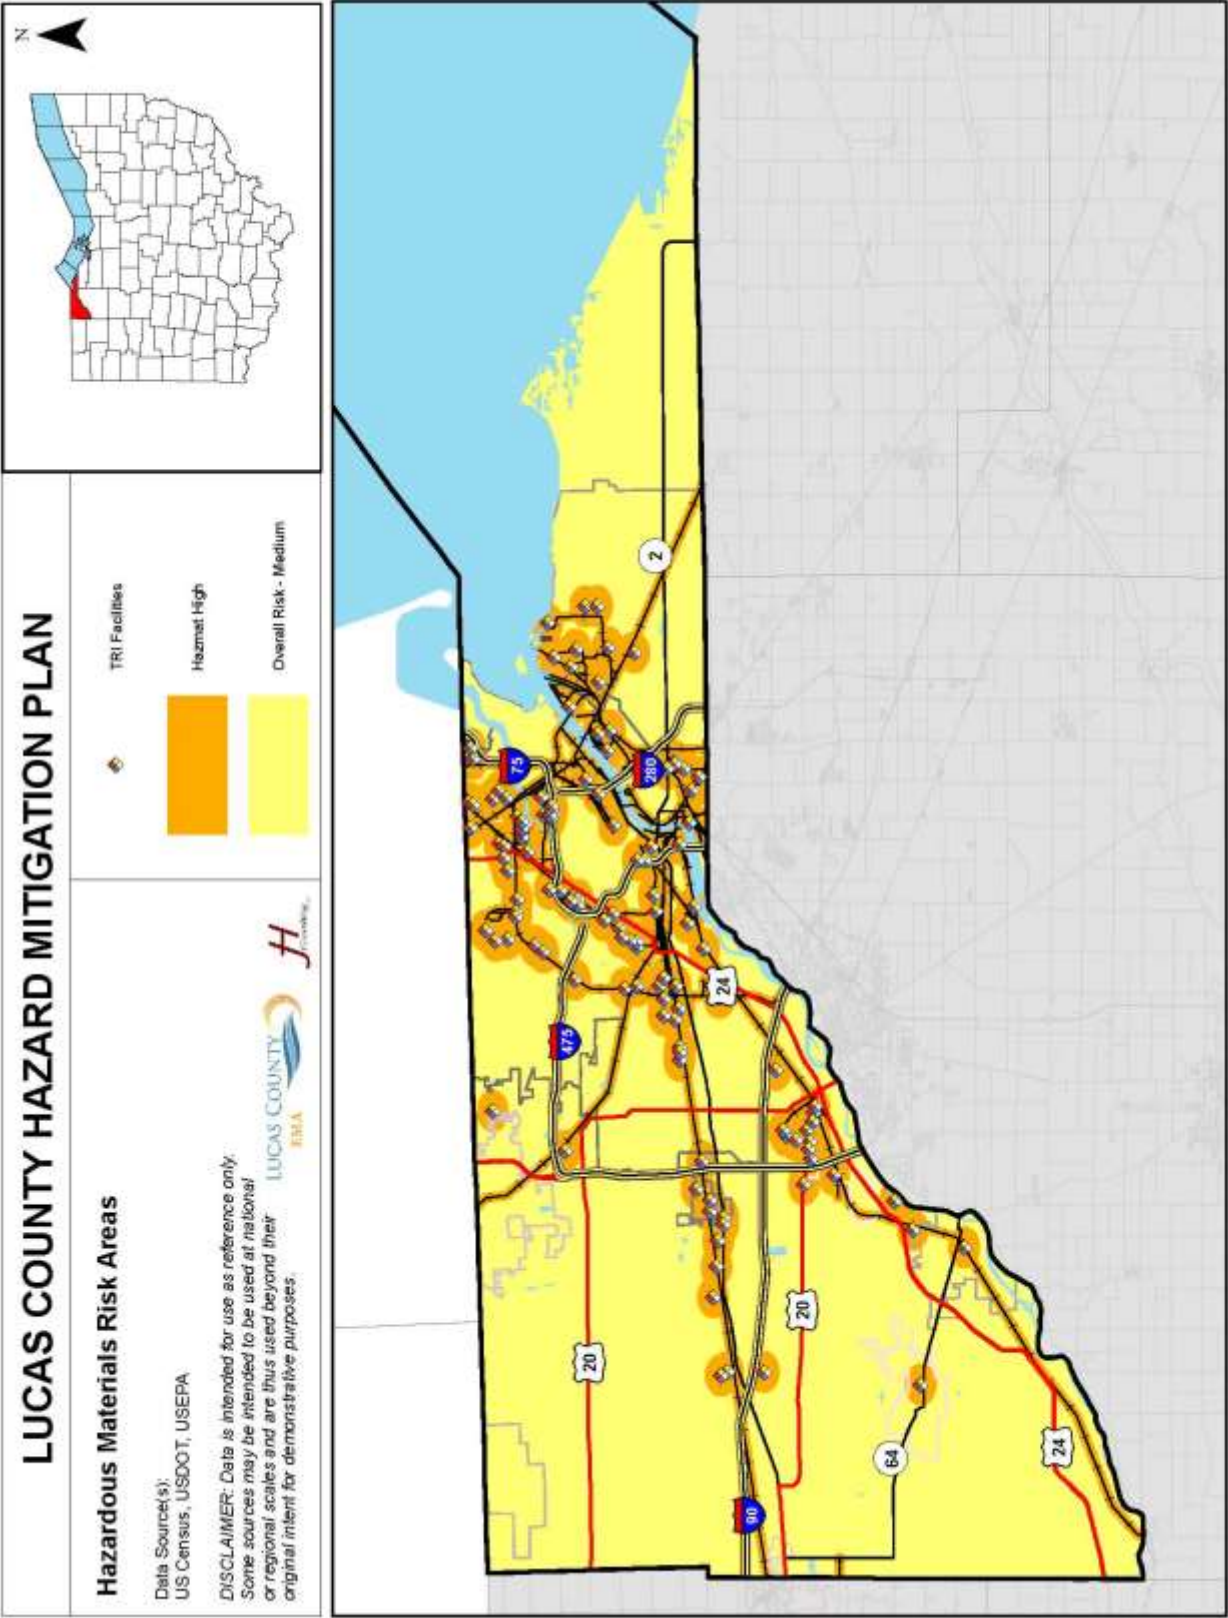 LUCAS COUNTY HAZARD MITIGATION PLAN
Hazardous Materials Risk Areas
Data Source(s):
US Census, USDOT, USEPA
DISCLAIMER: Data is intended for use as reference only.
Some sources may be intended to be used at national
or regional scales and are thus used beyond their
original intent for demonstrative purposes.
LUCAS COUNTY
EMA
JH
TRI Facilities
Hazmat High
Overall Risk - Medium
N
75
280
2
475
24
20
20
64
24
90